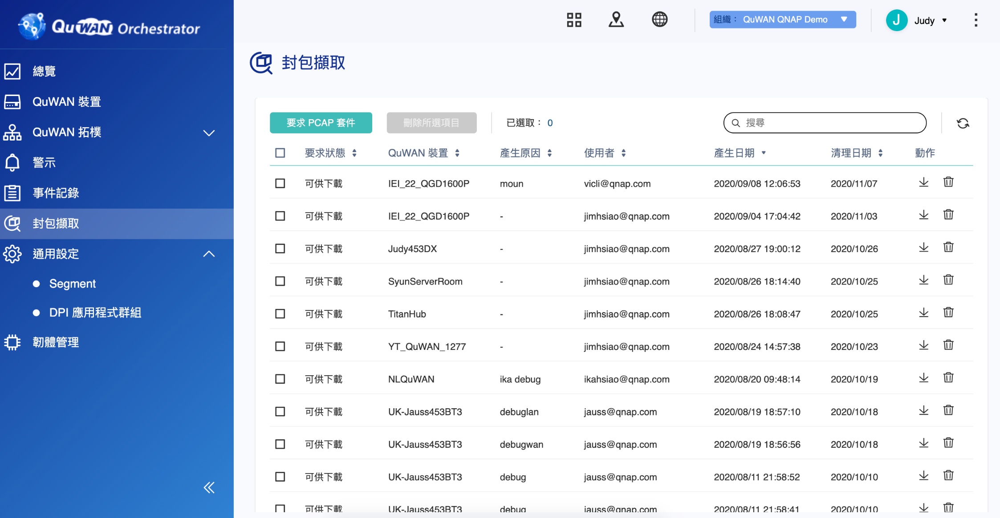 QuWAN Orchestrator
組織： QuWAN QNAP Demo
J
Judy
總覽
QuWAN 裝置
QuWAN 拓樸
警示
事件記錄
封包擷取
通用設定
Segment
DPI 應用程式群組
韌體管理
封包擷取
要求 PCAP 套件
刪除所選項目
已選取： 0
搜尋
要求狀態 QuWAN 裝置 產生原因 使用者 產生日期 清理日期 動作
可供下載 IEI_22_QGD1600P moun vicli@qnap.com 2020/09/08 12:06:53 2020/11/07
可供下載 IEI_22_QGD1600P - jimhsiao@qnap.com 2020/09/04 17:04:42 2020/11/03
可供下載 Judy453DX - jimhsiao@qnap.com 2020/08/27 19:00:12 2020/10/26
可供下載 SyunServerRoom - jimhsiao@qnap.com 2020/08/26 18:14:40 2020/10/25
可供下載 TitanHub - jimhsiao@qnap.com 2020/08/26 18:08:47 2020/10/25
可供下載 YT_QuWAN_1277 - jimhsiao@qnap.com 2020/08/24 14:57:38 2020/10/23
可供下載 NLQuWAN ika debug ikahsiao@qnap.com 2020/08/20 09:48:14 2020/10/19
可供下載 UK-Jauss453BT3 debuglan jauss@qnap.com 2020/08/19 18:57:10 2020/10/18
可供下載 UK-Jauss453BT3 debugwan jauss@qnap.com 2020/08/19 18:56:56 2020/10/18
可供下載 UK-Jauss453BT3 debug jauss@qnap.com 2020/08/11 21:58:52 2020/10/10
可供下載 UK-Jauss453BT3 debug jauss@qnap.com 2020/08/11 21:58:41 2020/10/10